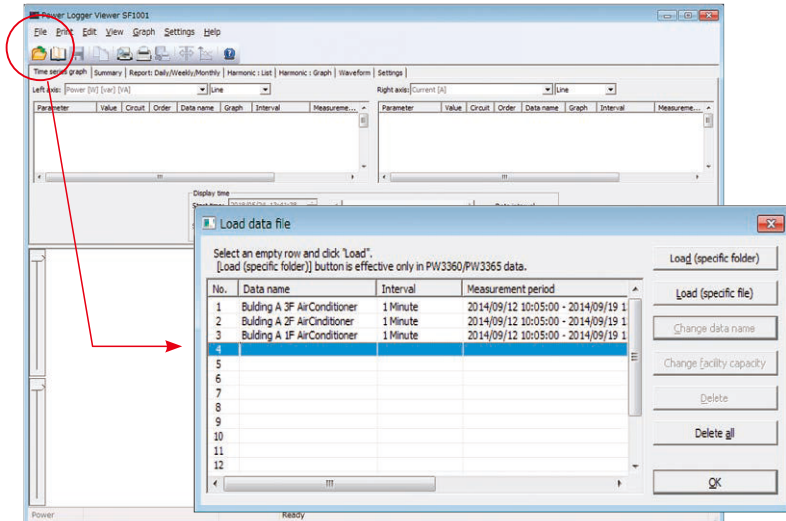 Power Logger Viewer SF1001
File Print Edit View Graph Settings Help
Time series graph Summary Report: Daily/Weekly/Monthly Harmonic : List Harmonic : Graph Waveform Settings
Left axis: Power [W] [var] [VA] Line Right axis: Current [A] Line
Parameter Value Circuit Order Data name Graph Interval Measureme... Parameter Value Circuit Order Data name Graph Interval Measureme...
Display time
Load data file
Select an empty row and click "Load".
[Load (specific folder)] button is effective only in PW3360/PW3365 data.
Load (specific folder)
No. Data name Interval Measurement period
Load (specific file)
1 Bulding A 3F AirConditioner 1 Minute 2014/09/12 10:05:00 - 2014/09/19 1
2 Bulding A 2F AirCinditioner 1 Minute 2014/09/12 10:05:00 - 2014/09/19 1
3 Bulding A 1F AirConditioner 1 Minute 2014/09/12 10:05:00 - 2014/09/19 1
Change data name
4
5
Change facility capacity
6
7
Delete
8
9
10
Delete all
11
12
OK
Power Ready